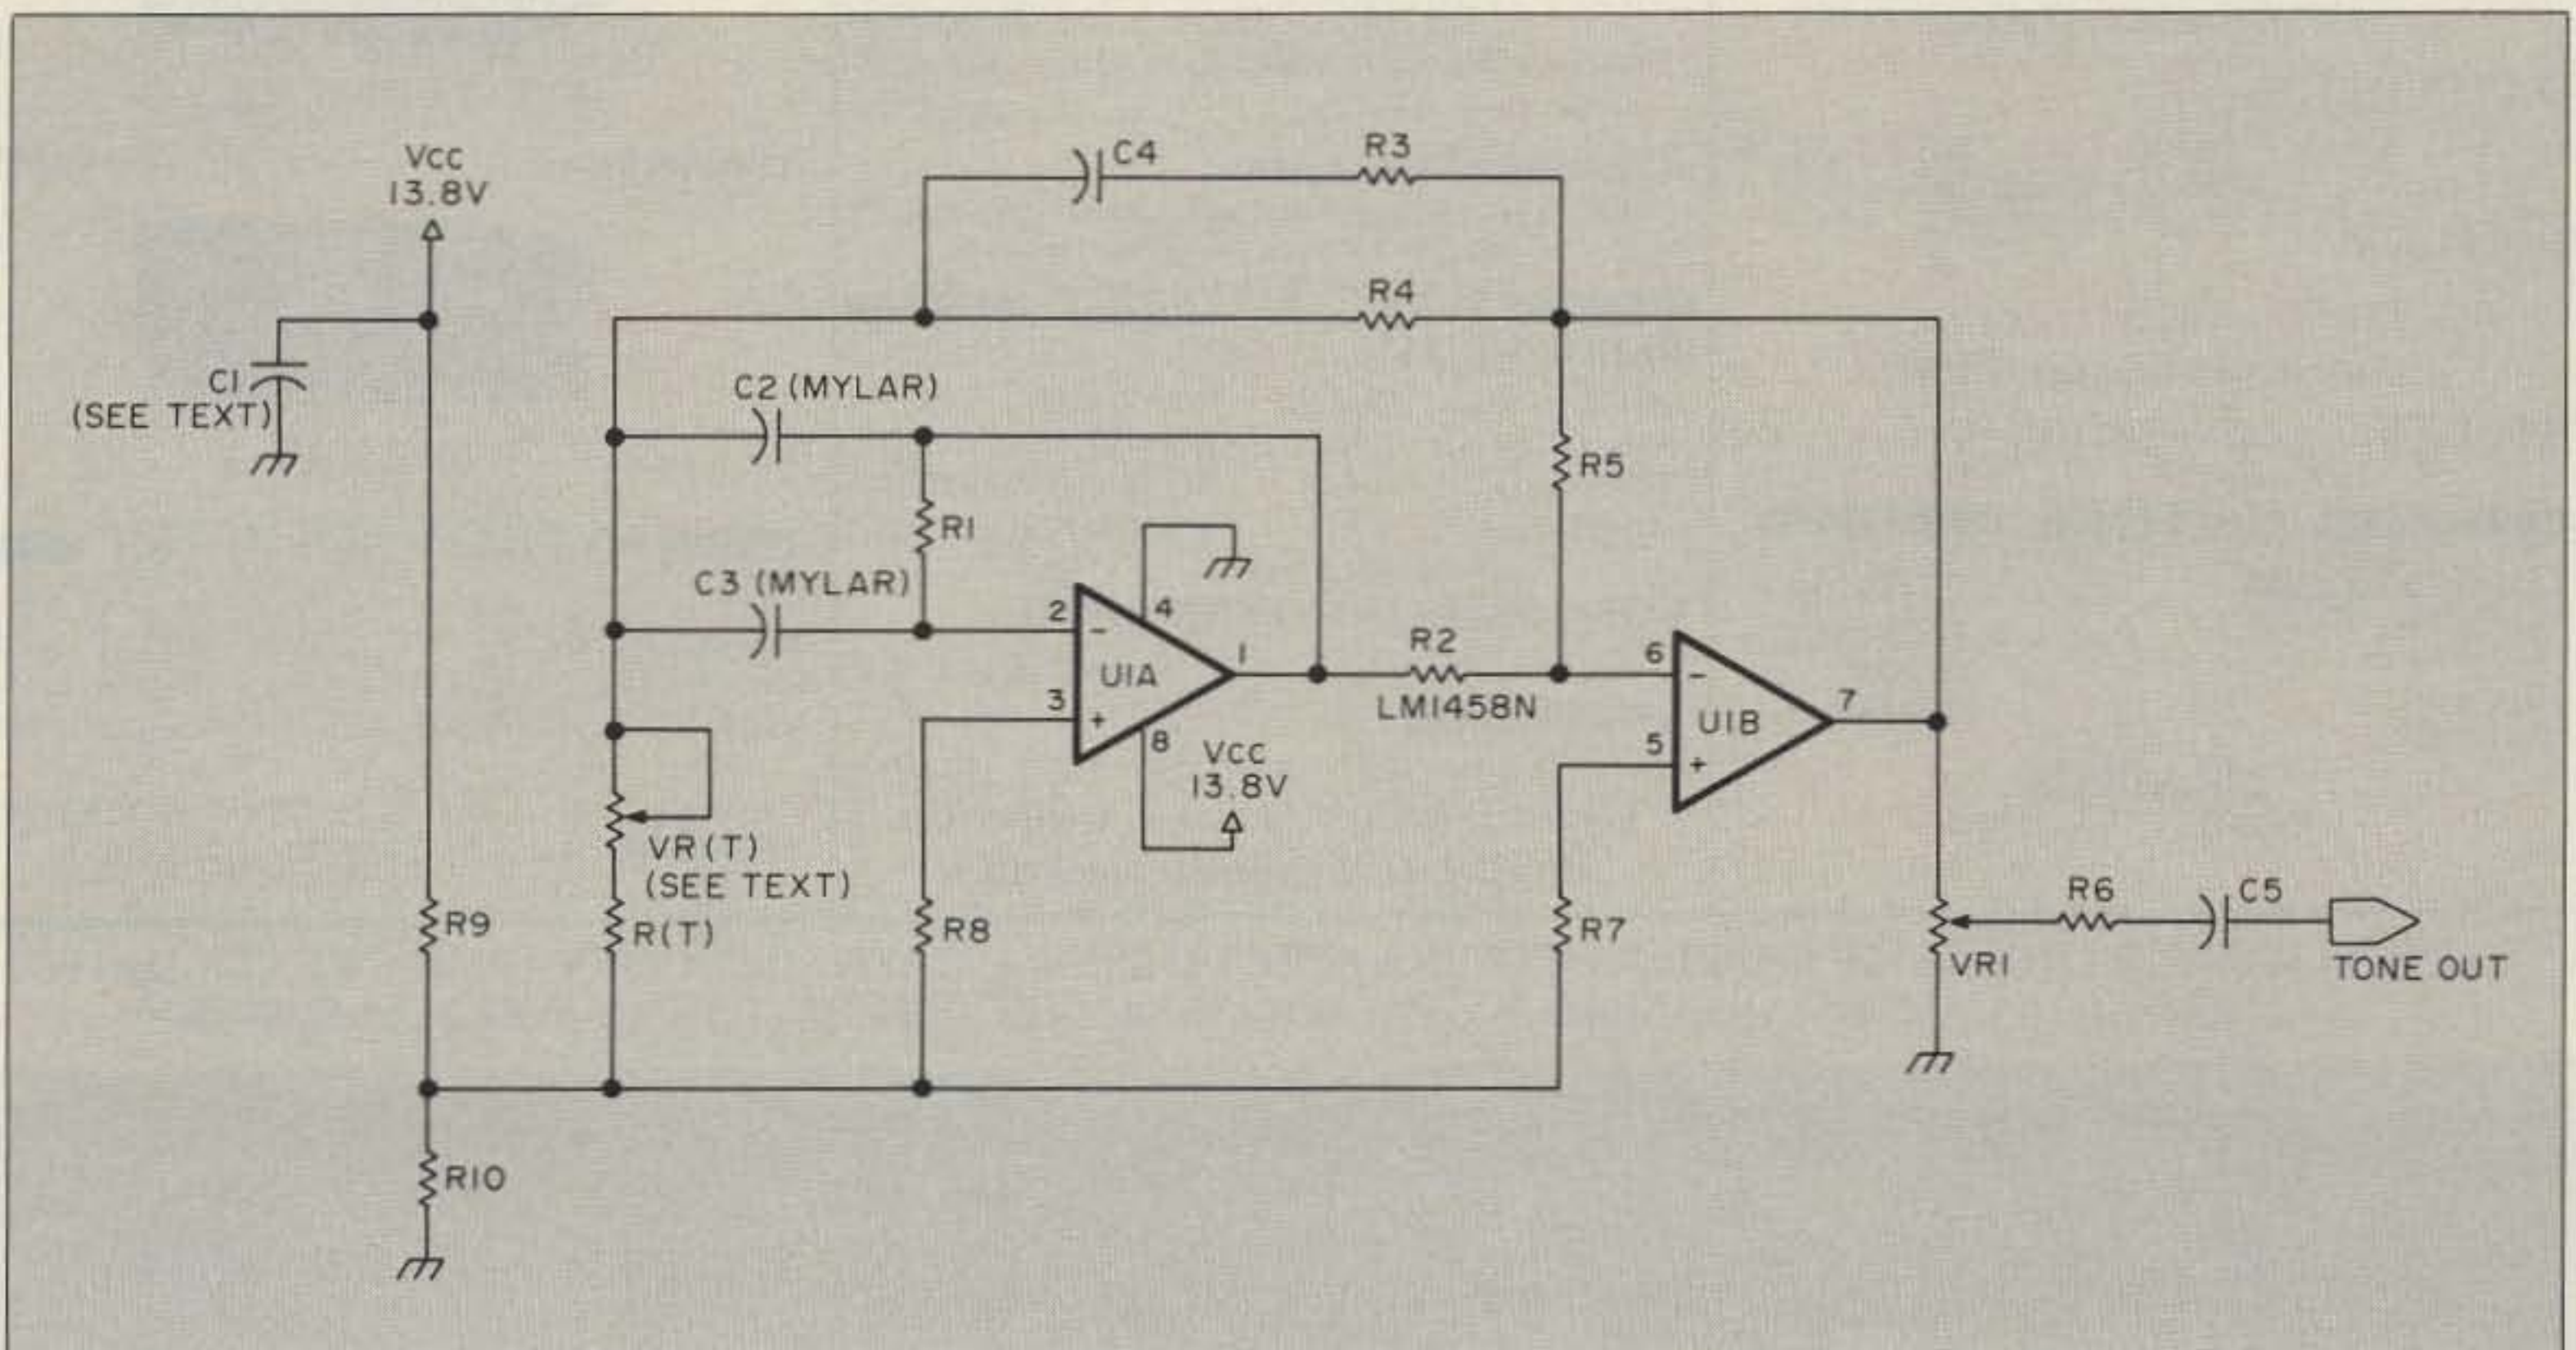 VCC
13.8V
C1
(SEE TEXT)
C4
R3
R4
C2 (MYLAR)
R5
R1
C3 (MYLAR)
2
-
4
U1A
1
3
+
8
VCC
13.8V
R2
LM1458N
6
-
U1B
7
5
+
VR(T)
(SEE TEXT)
R(T)
R9
R8
R7
R6
C5
VR1
TONE OUT
R10